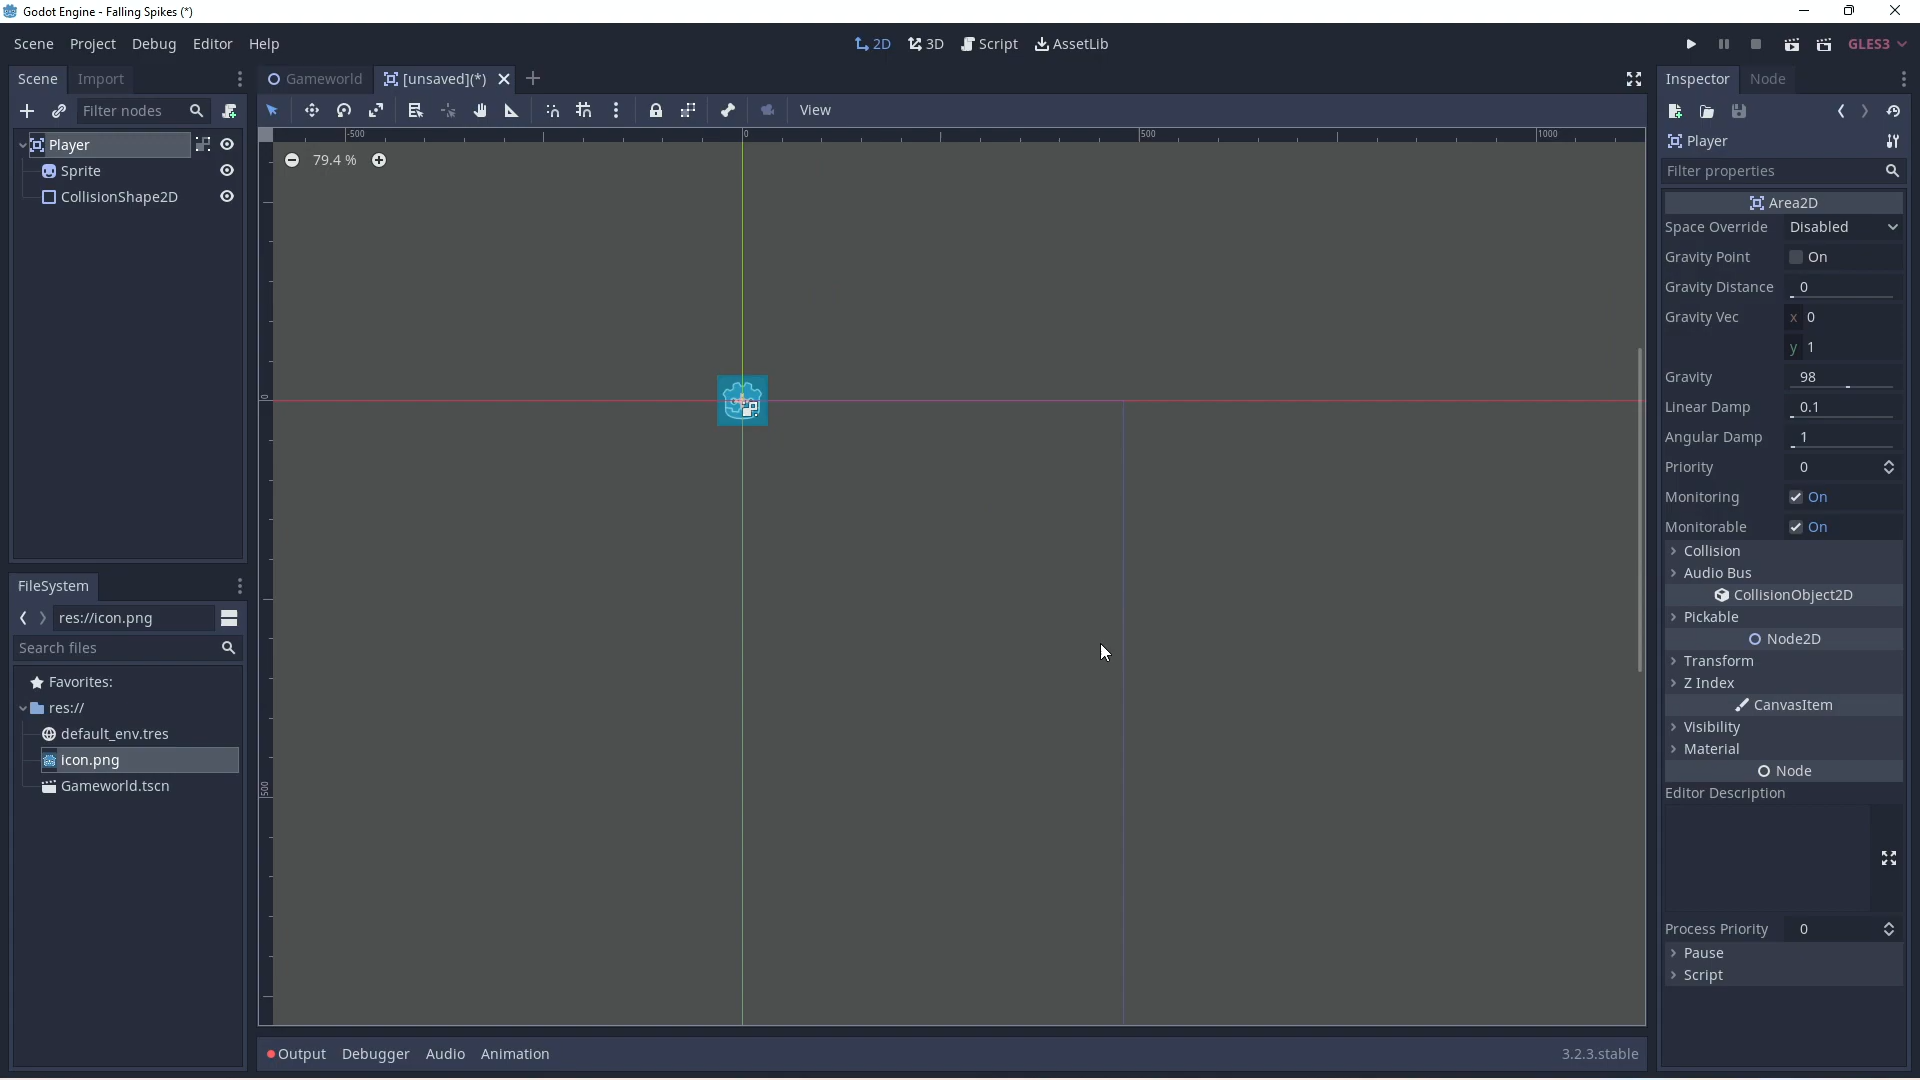 Godot Engine - Falling Spikes (*)
Scene Project Debug Editor Help
2D 3D Script AssetLib
GLES3
Scene Import
Filter nodes
Player
Sprite
CollisionShape2D
FileSystem
res://icon.png
Search files
Favorites:
res://
default_env.tres
icon.png
Gameworld.tscn
Gameworld [unsaved](*)
View
-500 0 500 1000
79.4 %
0
500
Output Debugger Audio Animation
3.2.3.stable
Inspector Node
Player
Filter properties
Area2D
Space Override Disabled
Gravity Point On
Gravity Distance 0
Gravity Vec x 0
y 1
Gravity 98
Linear Damp 0.1
Angular Damp 1
Priority 0
Monitoring On
Monitorable On
Collision
Audio Bus
CollisionObject2D
Pickable
Node2D
Transform
Z Index
CanvasItem
Visibility
Material
Node
Editor Description
Process Priority 0
Pause
Script